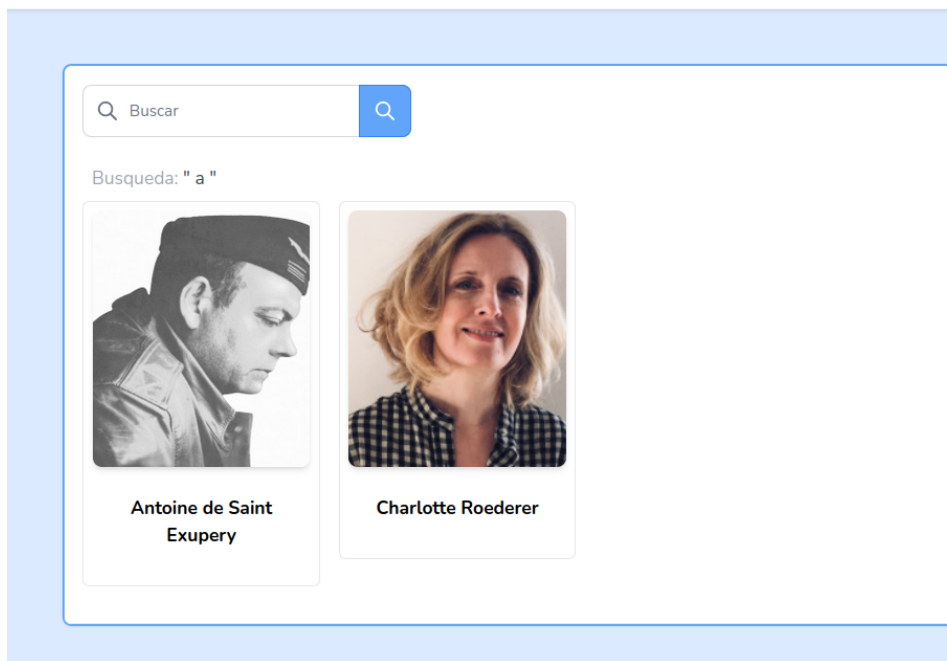 Buscar
Busqueda: " a "
Antoine de Saint
Exupery
Charlotte Roederer